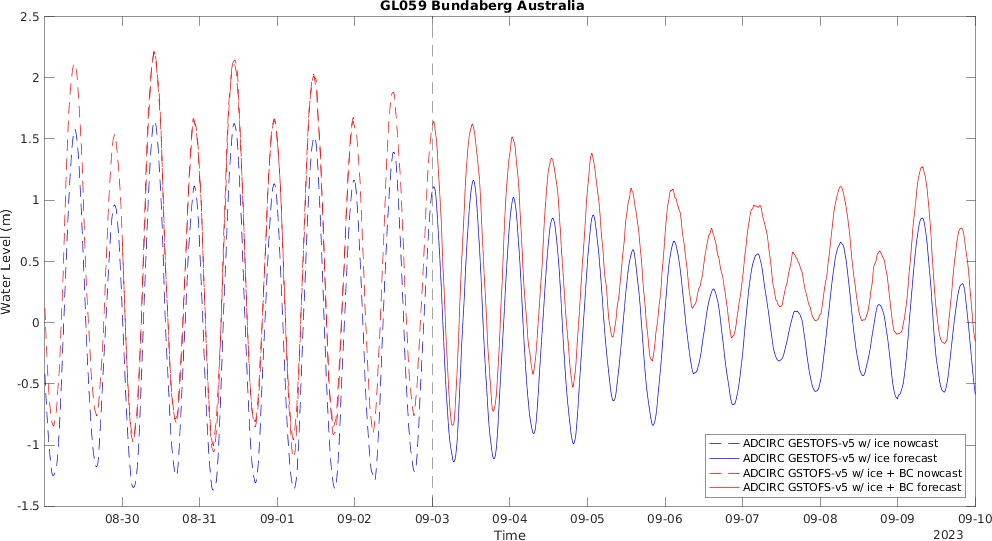 GL059 Bundaberg Australia
2.5
2
1.5
1
0.5
0
-0.5
-1
-1.5
Water Level (m)
08-30 08-31 09-01 09-02 09-03 09-04 09-05 09-06 09-07 09-08 09-09 09-10
2023
Time
ADCIRC GESTOFS-v5 w/ ice nowcast
ADCIRC GESTOFS-v5 w/ ice forecast
ADCIRC GSTOFS-v5 w/ ice + BC nowcast
ADCIRC GSTOFS-v5 w/ ice + BC forecast